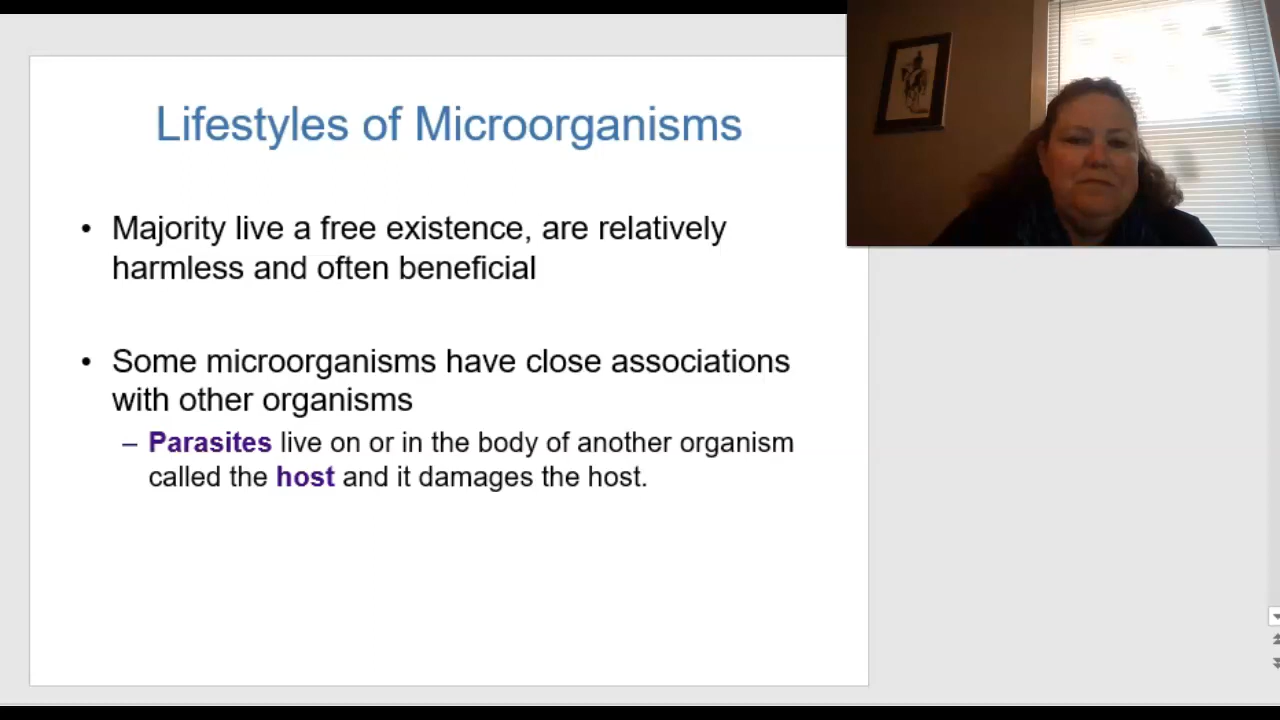 Lifestyles of Microorganisms
• Majority live a free existence, are relatively
harmless and often beneficial
• Some microorganisms have close associations
with other organisms
– Parasites live on or in the body of another organism
called the host and it damages the host.